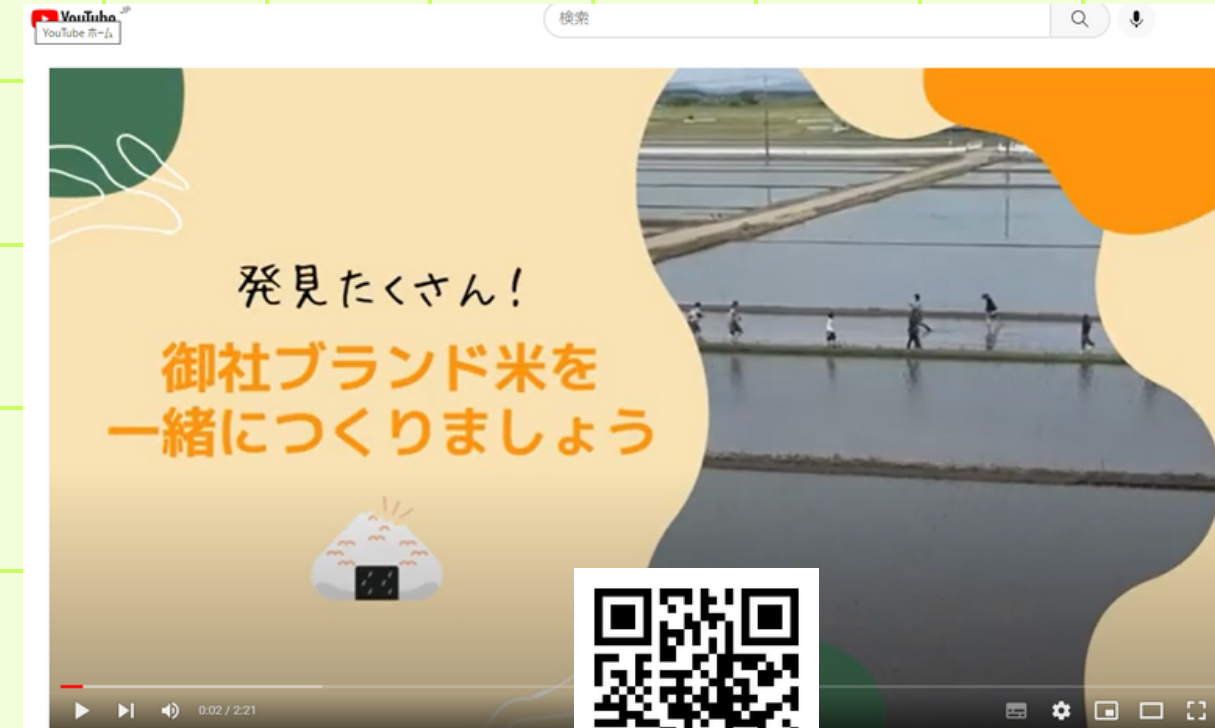 YouTube JP
検索
YouTube ホーム
発見たくさん!
御社ブランド米を
一緒につくりましょう
0:02 / 2:21